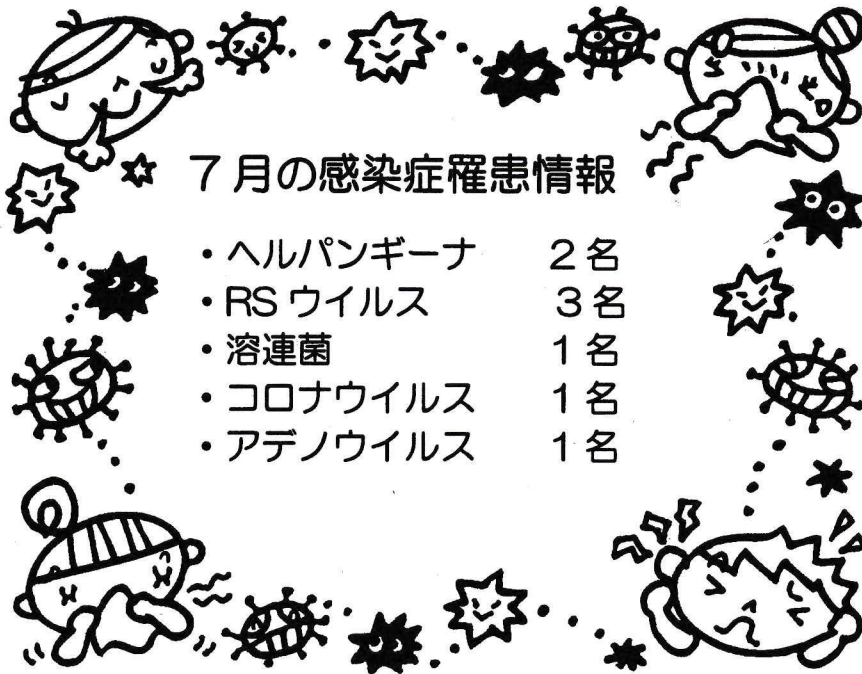 7月の感染症罹患情報
・ヘルパンギーナ 2名
・RSウイルス 3名
・溶連菌 1名
・コロナウイルス 1名
・アデノウイルス 1名